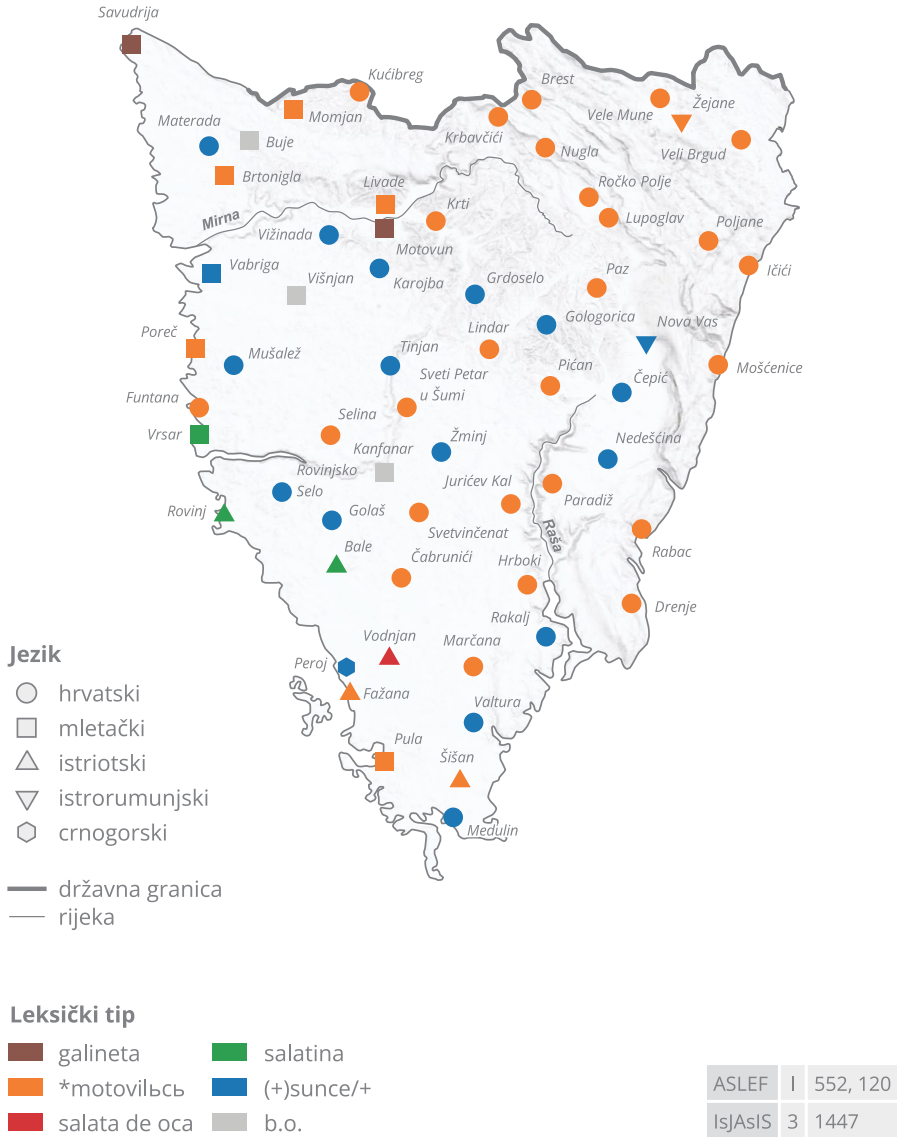 Savudrija
Kućibreg
Momjan
Materada
Buje
Brtonigla
Livade
Krti
Mirna
Vižinada
Motovun
Vabriga
Višnjan
Karojba
Brest
Vele Mune
Žejane
Krbavčići
Nugla
Veli Brgud
Ročko Polje
Lupoglav
Poljane
Ičići
Paz
Grdoselo
Gologorica
Nova Vas
Lindar
Poreč
Mušalež
Tinjan
Pićan
Čepić
Mošćenice
Sveti Petar
u Šumi
Funtana
Vrsar
Selina
Kanfanar
Žminj
Nedešćina
Rovinjsko
Selo
Jurićev Kal
Paradiž
Rovinj
Golaš
Svetvinčenat
Raša
Bale
Čabrunići
Hrboki
Rabac
Drenje
Rakalj
Vodnjan
Marčana
Peroj
Fažana
Valtura
Pula
Šišan
Medulin
Jezik
hrvatski
mletački
istriotski
istrorumunjski
crnogorski
državna granica
rijeka
Leksički tip
galineta
*motovilьcь
salata de oca
salatina
(+)sunce/+
b.o.
ASLEF I 552, 120
IsJAsIS 3 1447